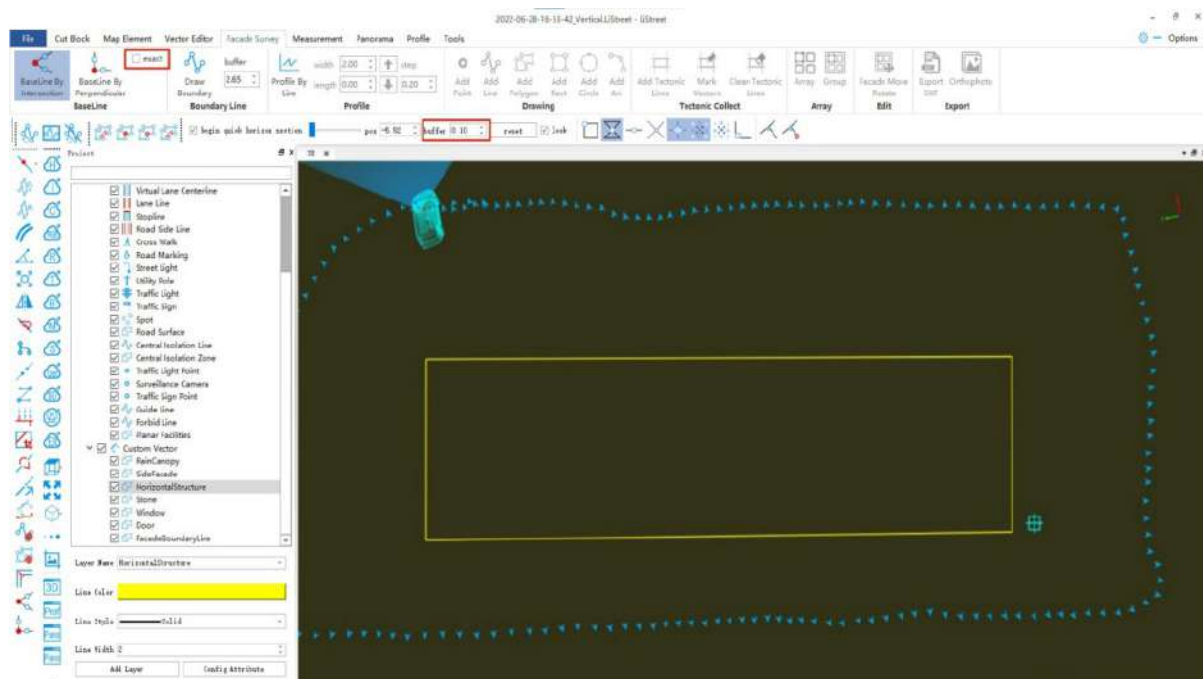 2022-06-28-16-13-42_Vertical.LiStreet - LiStreet
File Cut Block Map Element Vector Editor Facade Survey Measurement Panorama Profile Tools
Options
BaseLine By Intersection
BaseLine By Perpendicular
exact
BaseLine
Draw Boundary
buffer
2.65
Boundary Line
Profile By Line
width 2.00 step
length 0.00 0.20
Profile
Add Point
Add Line
Add Polygon
Add Rect
Add Circle
Add Arc
Drawing
Add Tectonic Lines
Mark
Clean Tectonic Lines
Tectonic Collect
Array
Group
Array
Facade Move Rotate
Edit
Export DXF
Orthophoto
Export
begin quick horizon section pos -6.92 buffer 0.10 reset lock
Project
Virtual Lane Centerline
Lane Line
Stopline
Road Side Line
Cross Walk
Road Marking
Street Light
Utility Pole
Traffic Light
Traffic Sign
Spot
Road Surface
Central Isolation Line
Central Isolation Zone
Traffic Light Point
Surveillance Camera
Traffic Sign Point
Guide Line
Forbid Line
Planar Facilities
Custom Vector
RainCanopy
SideFacade
HorizontalStructure
Stone
Window
Door
FacadeBoundaryLine
Layer Name HorizontalStructure
Line Color
Line Style Solid
Line Width 2
Add Layer Config Attribute
3D
Prof
Pano
Pano